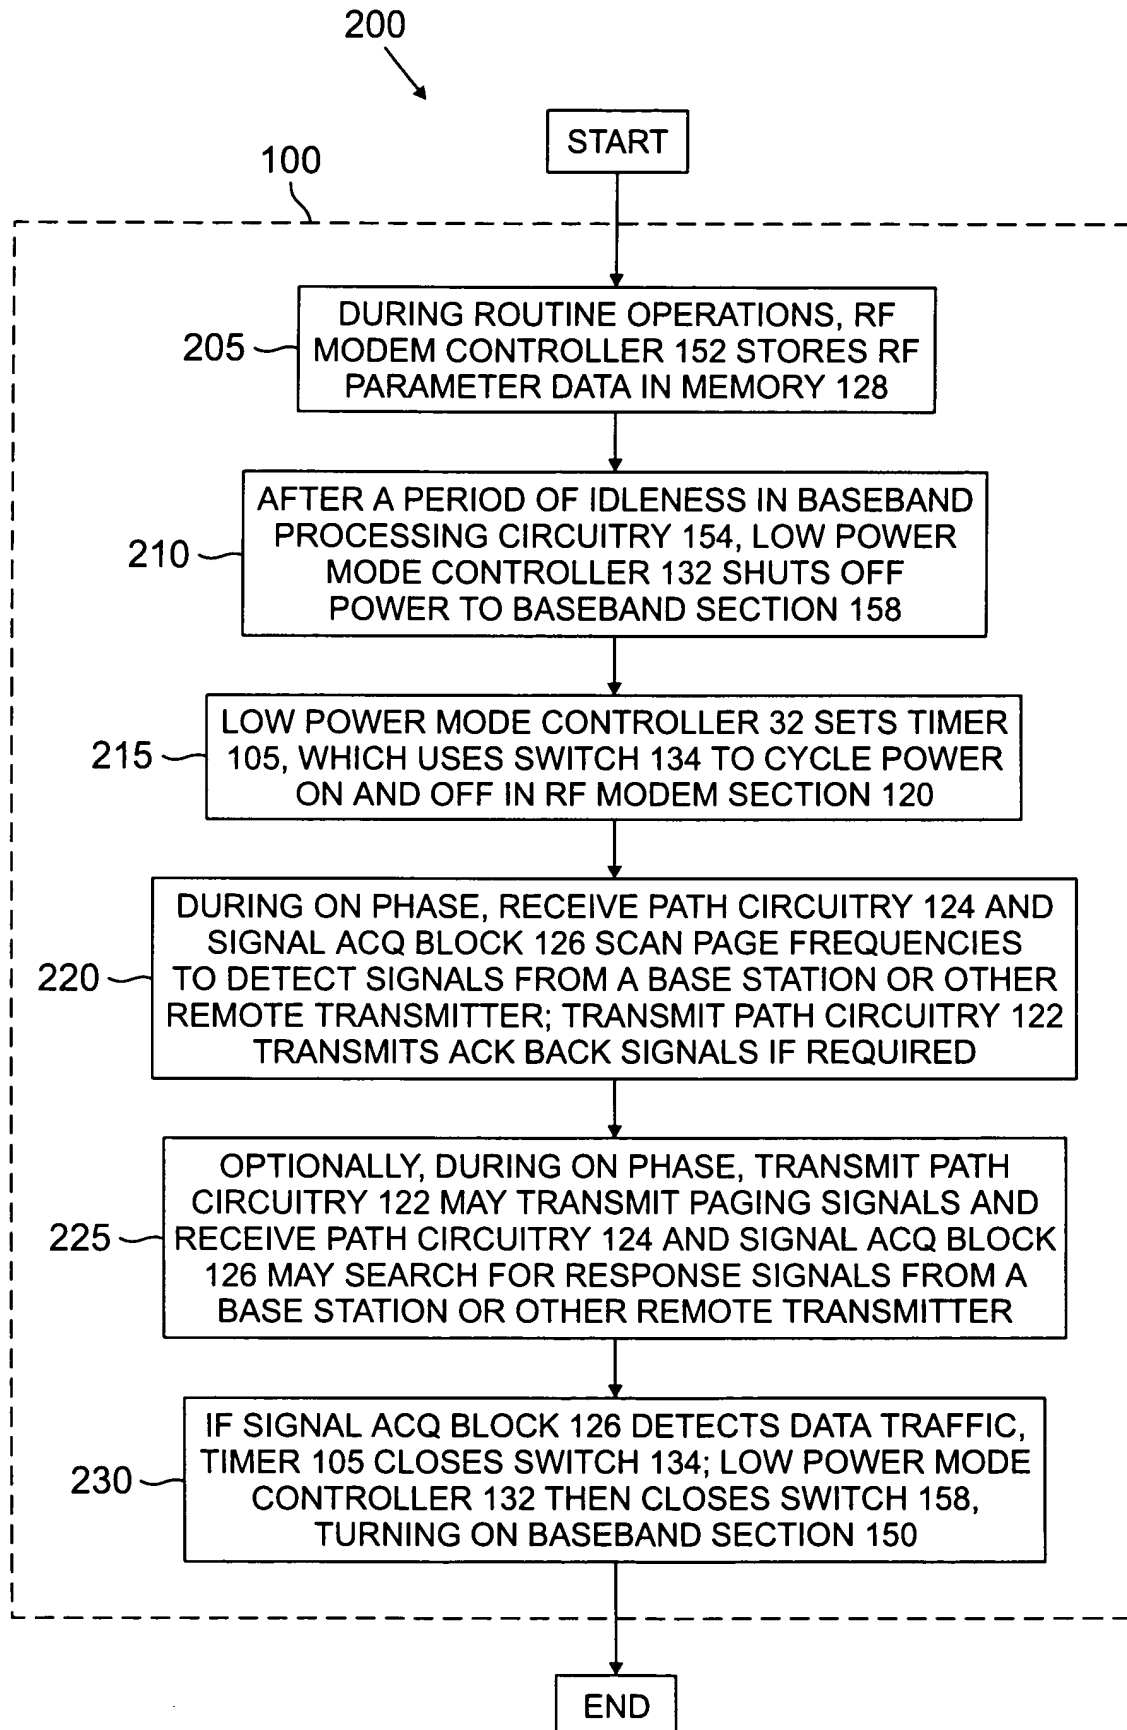 200
START
100
205
DURING ROUTINE OPERATIONS, RF
MODEM CONTROLLER 152 STORES RF
PARAMETER DATA IN MEMORY 128
210
AFTER A PERIOD OF IDLENESS IN BASEBAND
PROCESSING CIRCUITRY 154, LOW POWER
MODE CONTROLLER 132 SHUTS OFF
POWER TO BASEBAND SECTION 158
215
LOW POWER MODE CONTROLLER 32 SETS TIMER
105, WHICH USES SWITCH 134 TO CYCLE POWER
ON AND OFF IN RF MODEM SECTION 120
220
DURING ON PHASE, RECEIVE PATH CIRCUITRY 124 AND
SIGNAL ACQ BLOCK 126 SCAN PAGE FREQUENCIES
TO DETECT SIGNALS FROM A BASE STATION OR OTHER
REMOTE TRANSMITTER; TRANSMIT PATH CIRCUITRY 122
TRANSMITS ACK BACK SIGNALS IF REQUIRED
225
OPTIONALLY, DURING ON PHASE, TRANSMIT PATH
CIRCUITRY 122 MAY TRANSMIT PAGING SIGNALS AND
RECEIVE PATH CIRCUITRY 124 AND SIGNAL ACQ BLOCK
126 MAY SEARCH FOR RESPONSE SIGNALS FROM A
BASE STATION OR OTHER REMOTE TRANSMITTER
230
IF SIGNAL ACQ BLOCK 126 DETECTS DATA TRAFFIC,
TIMER 105 CLOSES SWITCH 134; LOW POWER MODE
CONTROLLER 132 THEN CLOSES SWITCH 158,
TURNING ON BASEBAND SECTION 150
END